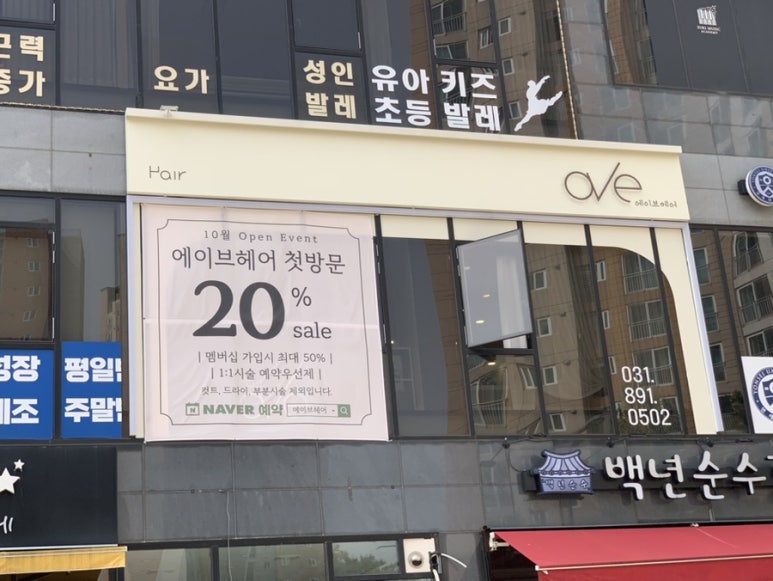 근력
증가
요가
성인
발레
유아 키즈
초등 발레
Hair
ave
에이브헤어
10월 Open Event
에이브헤어 첫방문
20% sale
| 멤버십 가입시 최대 50% |
| 1:1시술 예약우선제 |
컷트, 드라이, 부분시술 제외입니다.
NAVER 예약 에이브헤어
031.
891.
0502
성장
체조
평일반
주말반
백년순수